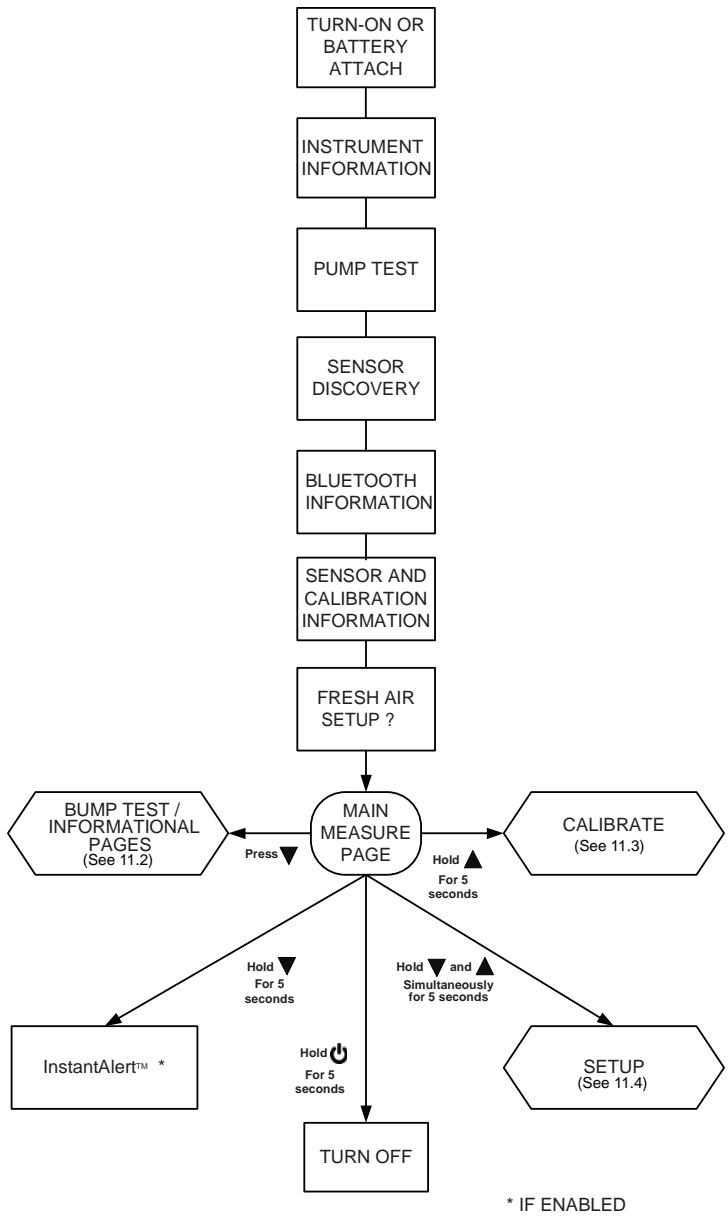 TURN-ON OR
BATTERY
ATTACH
INSTRUMENT
INFORMATION
PUMP TEST
SENSOR
DISCOVERY
BLUETOOTH
INFORMATION
SENSOR AND
CALIBRATION
INFORMATION
FRESH AIR
SETUP ?
BUMP TEST /
INFORMATIONAL
PAGES
(See 11.2)
Press ▼
MAIN
MEASURE
PAGE
Hold ▲
For 5
seconds
CALIBRATE
(See 11.3)
Hold ▼
For 5
seconds
Hold ▼ and ▲
Simultaneously
for 5 seconds
InstantAlert™ *
Hold ⏻
For 5
seconds
SETUP
(See 11.4)
TURN OFF
* IF ENABLED